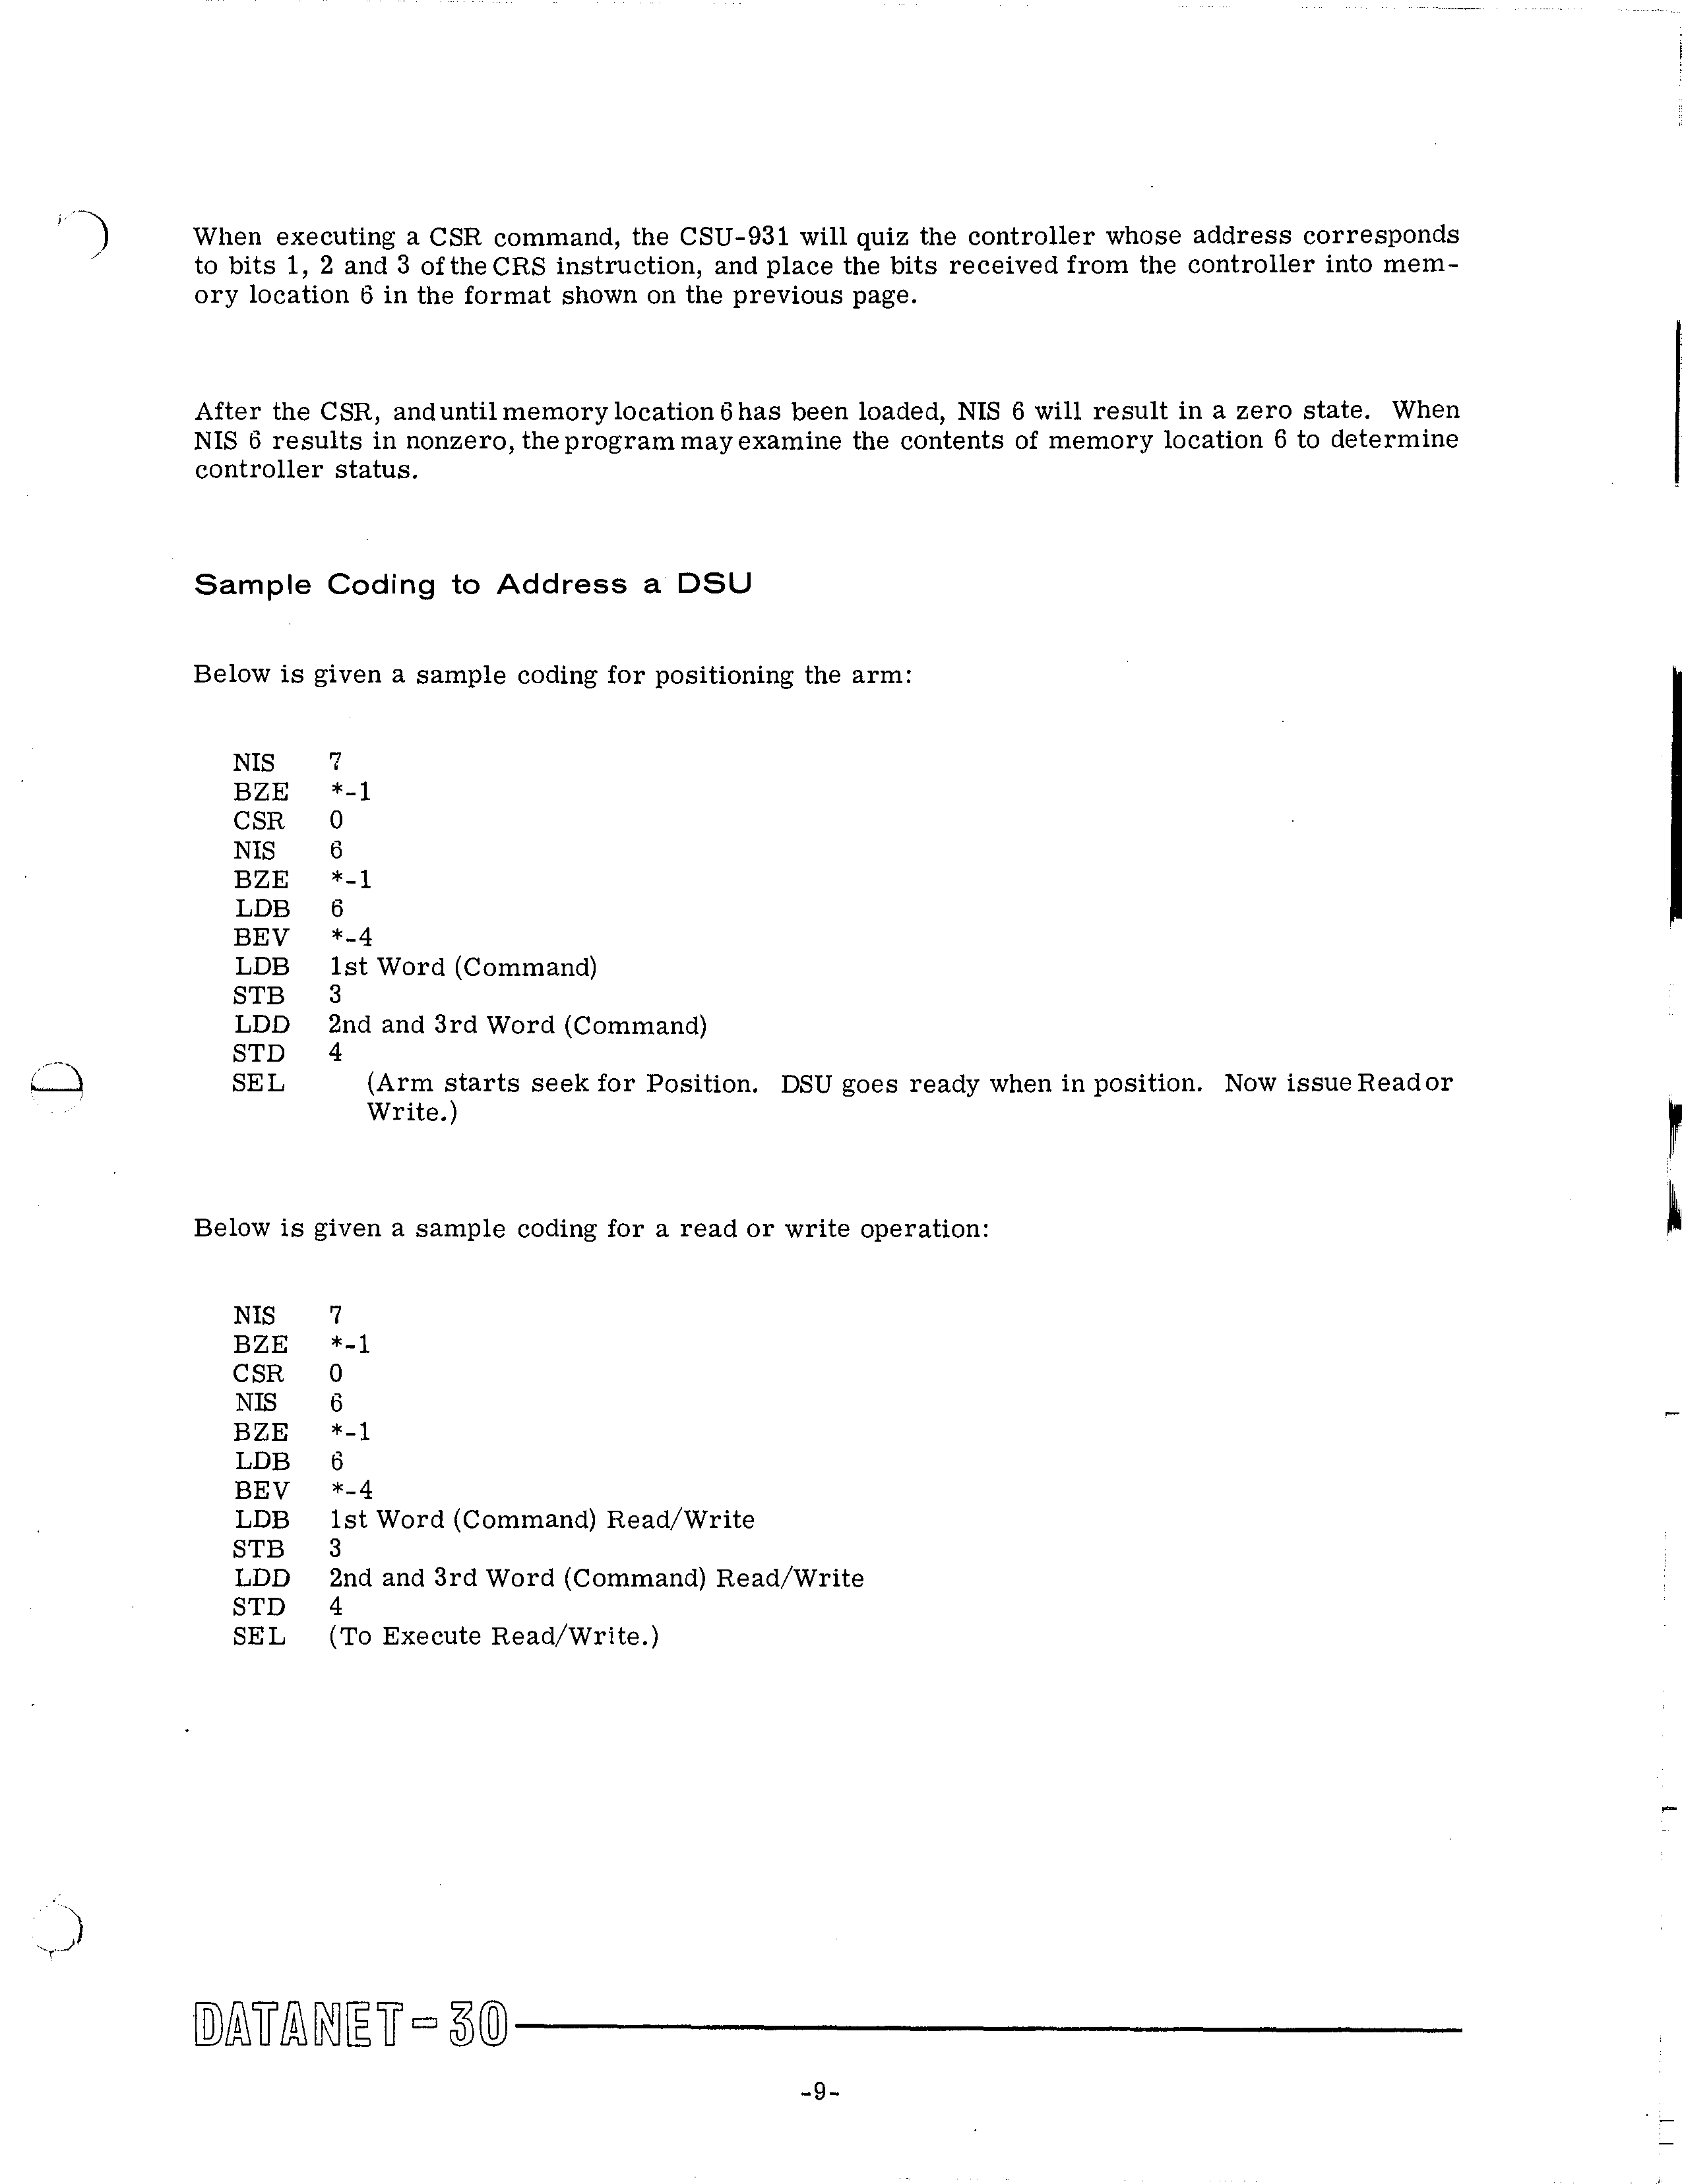 When executing a CSR command, the CSU-931 will quiz the controller whose address corresponds
to bits 1, 2 and 3 of the CRS instruction, and place the bits received from the controller into mem-
ory location 6 in the format shown on the previous page.
After the CSR, and until memory location 6 has been loaded, NIS 6 will result in a zero state. When
NIS 6 results in nonzero, the program may examine the contents of memory location 6 to determine
controller status.
Sample Coding to Address a DSU
Below is given a sample coding for positioning the arm:
NIS 7
BZE *-1
CSR 0
NIS 6
BZE *-1
LDB 6
BEV *-4
LDB 1st Word (Command)
STB 3
LDD 2nd and 3rd Word (Command)
STD 4
SEL (Arm starts seek for Position. DSU goes ready when in position. Now issue Read or
Write.)
Below is given a sample coding for a read or write operation:
NIS 7
BZE *-1
CSR 0
NIS 6
BZE *-1
LDB 6
BEV *-4
LDB 1st Word (Command) Read/Write
STB 3
LDD 2nd and 3rd Word (Command) Read/Write
STD 4
SEL (To Execute Read/Write.)
DATANET-30
-9-